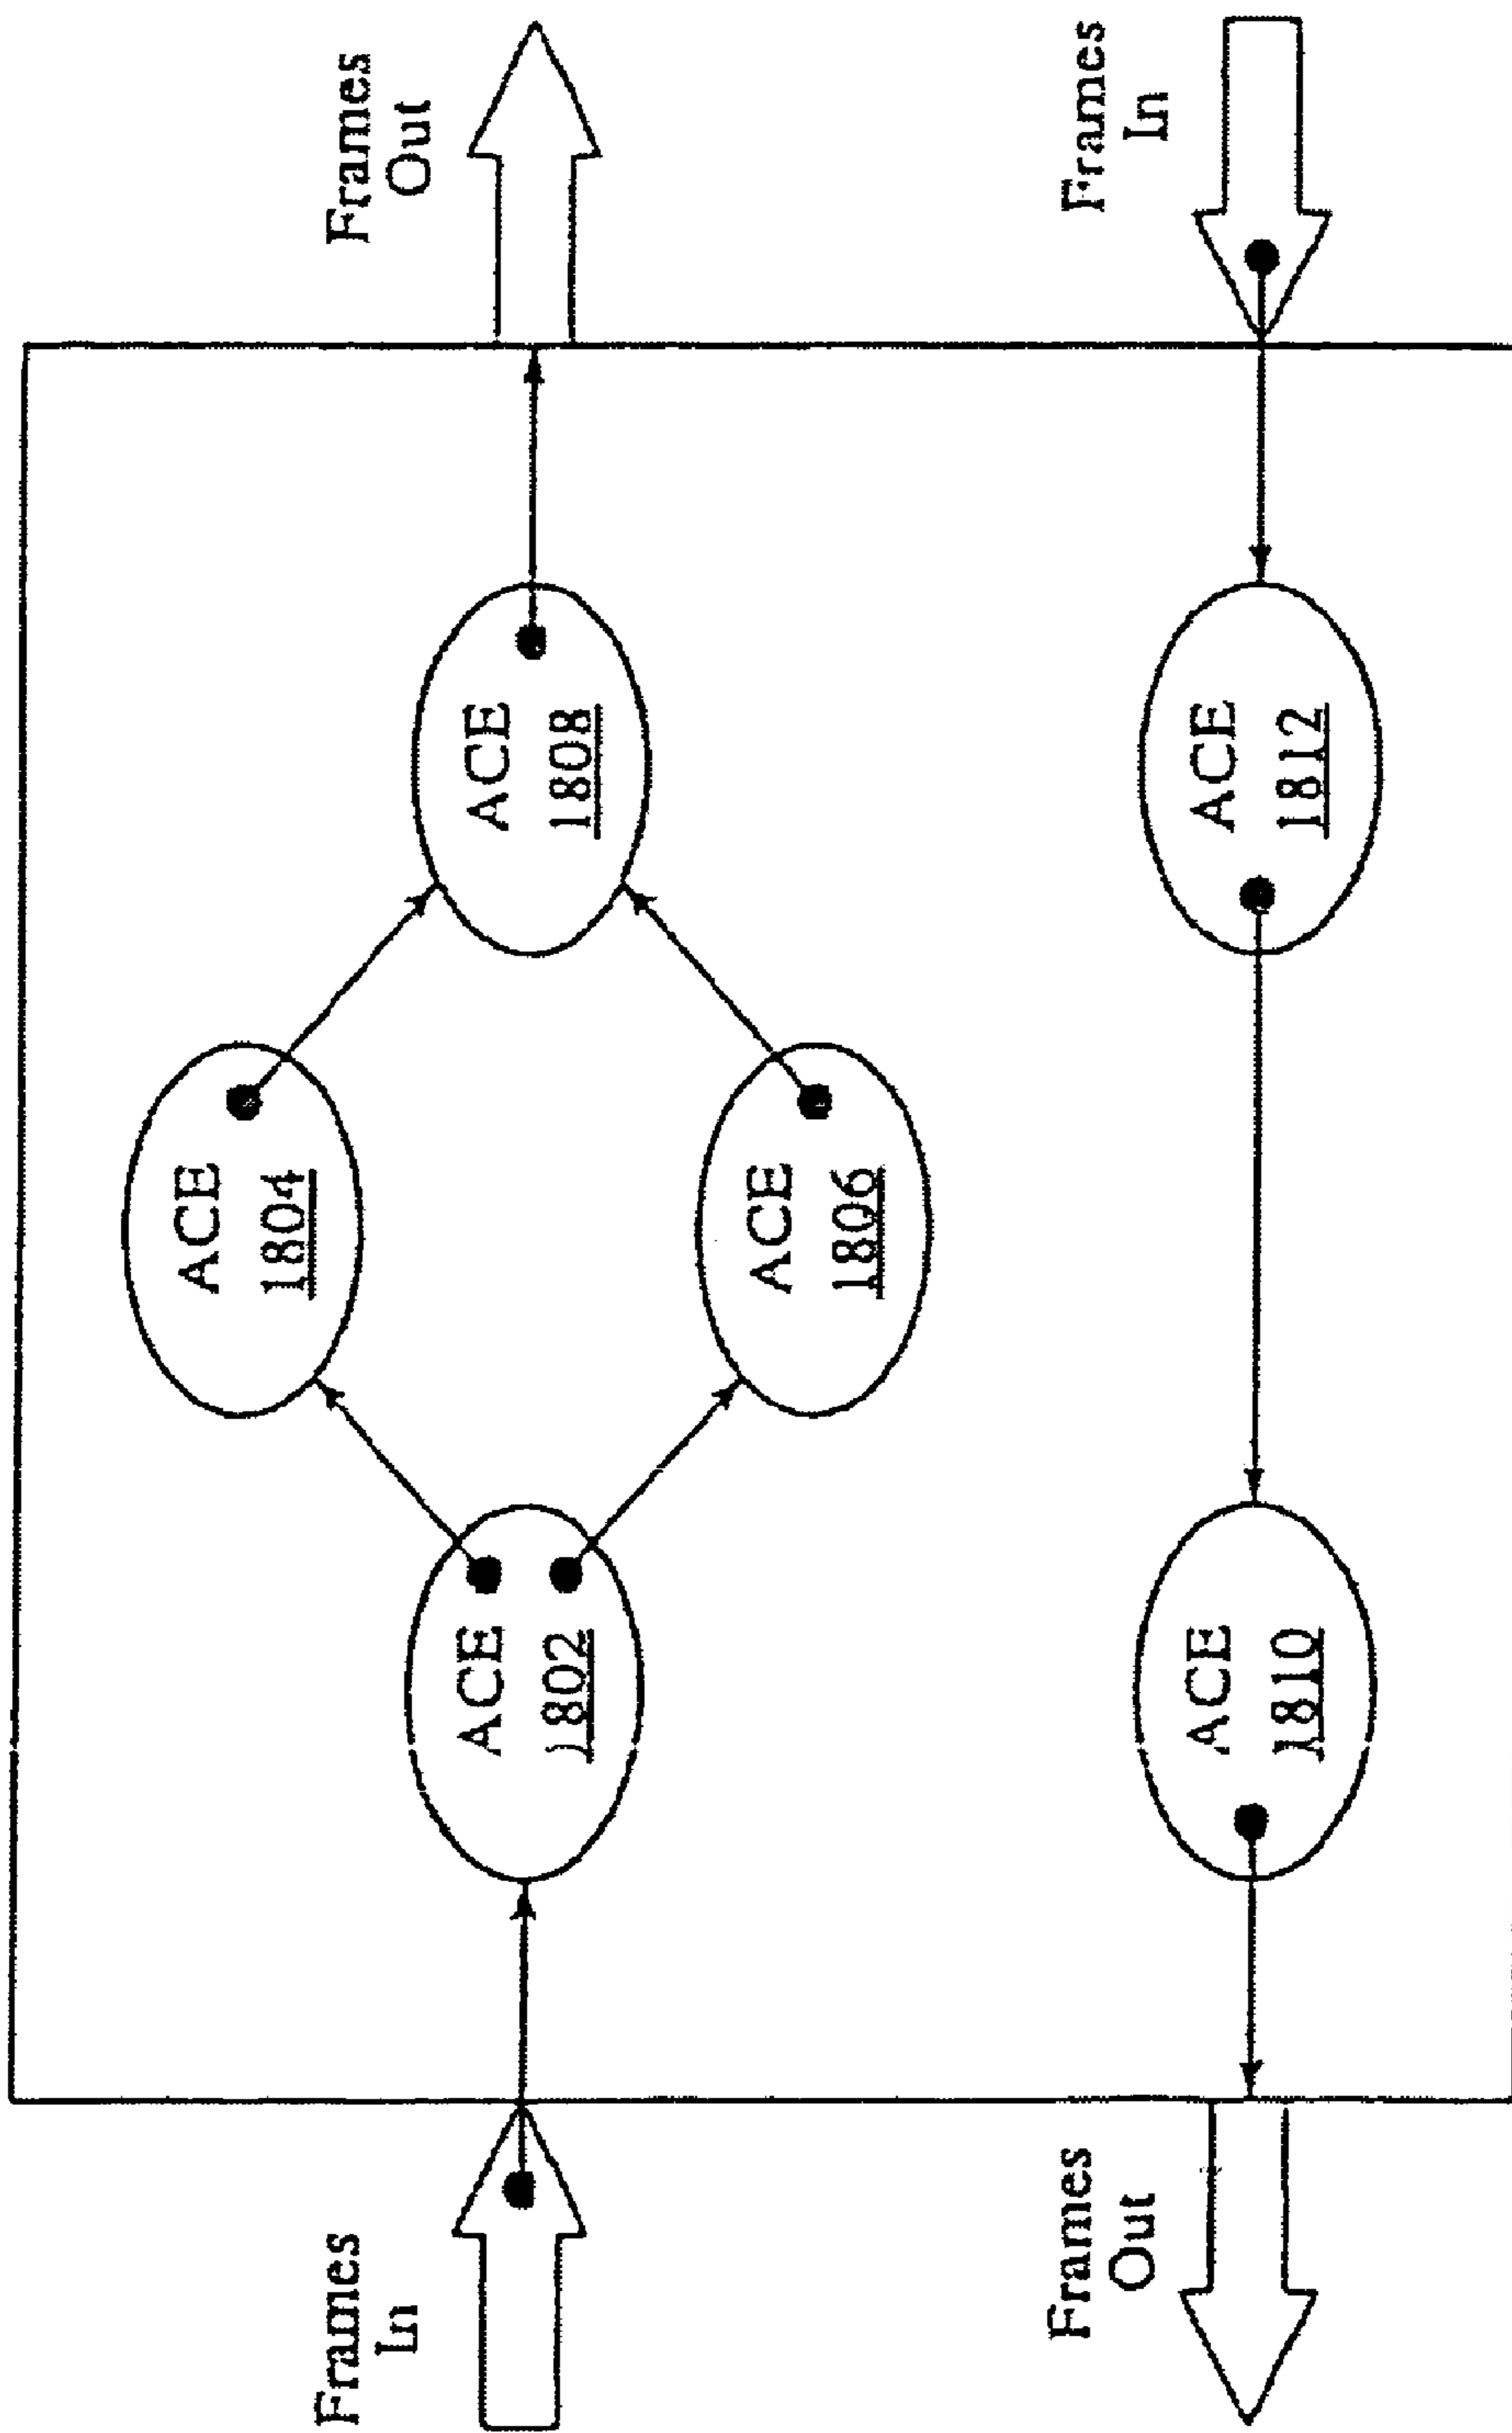 Frames
In
Frames
Out
ACE
1802
ACE
1804
ACE
1806
ACE
1808
Frames
Out
Frames
In
ACE
1810
ACE
1812